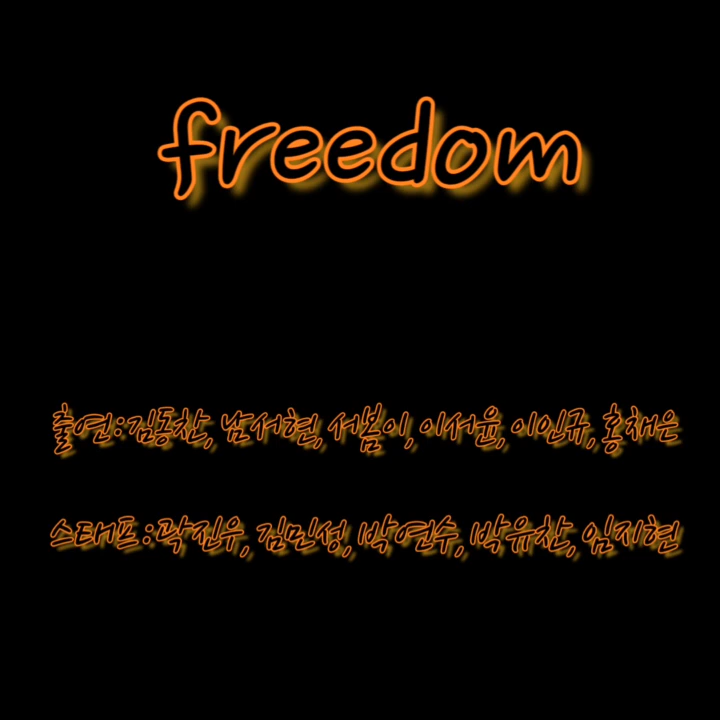 freedom
출연:김동찬, 남서현, 서봄이, 이서윤, 이인규, 홍채은
스태프:곽진우, 김민성, 박연수, 박유찬, 임지현